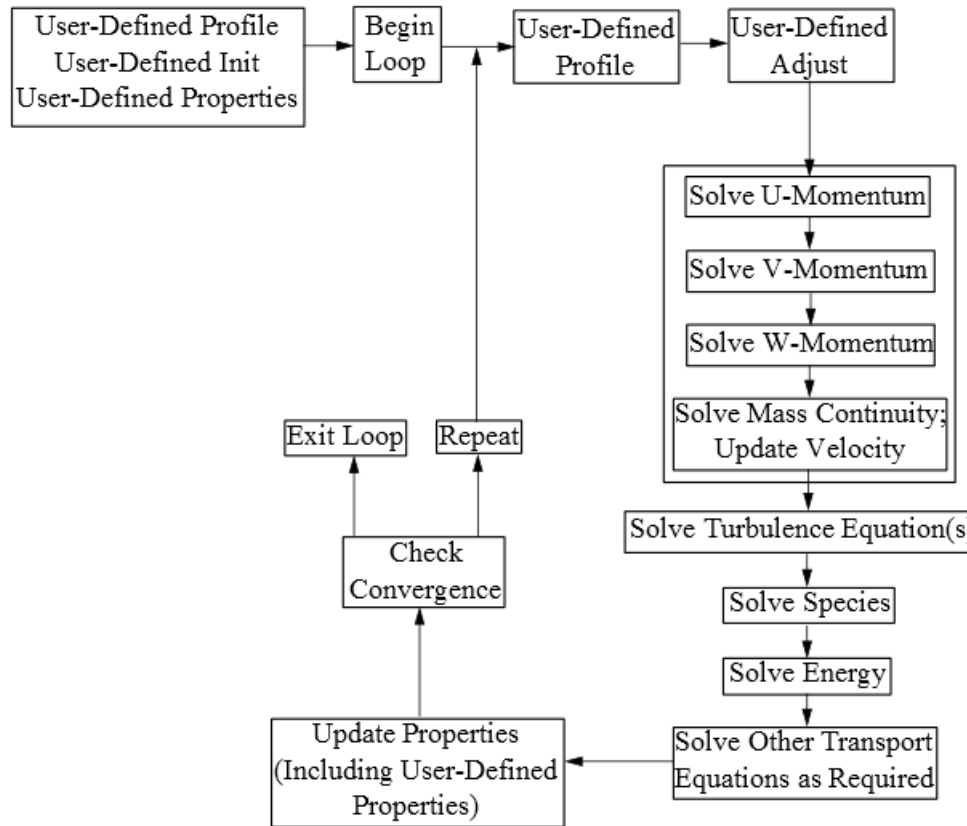 User-Defined Profile
User-Defined Init
User-Defined Properties
Begin
Loop
User-Defined
Profile
User-Defined
Adjust
Solve U-Momentum
Solve V-Momentum
Solve W-Momentum
Solve Mass Continuity;
Update Velocity
Solve Turbulence Equation(s)
Solve Species
Solve Energy
Solve Other Transport
Equations as Required
Update Properties
(Including User-Defined
Properties)
Check
Convergence
Exit Loop
Repeat